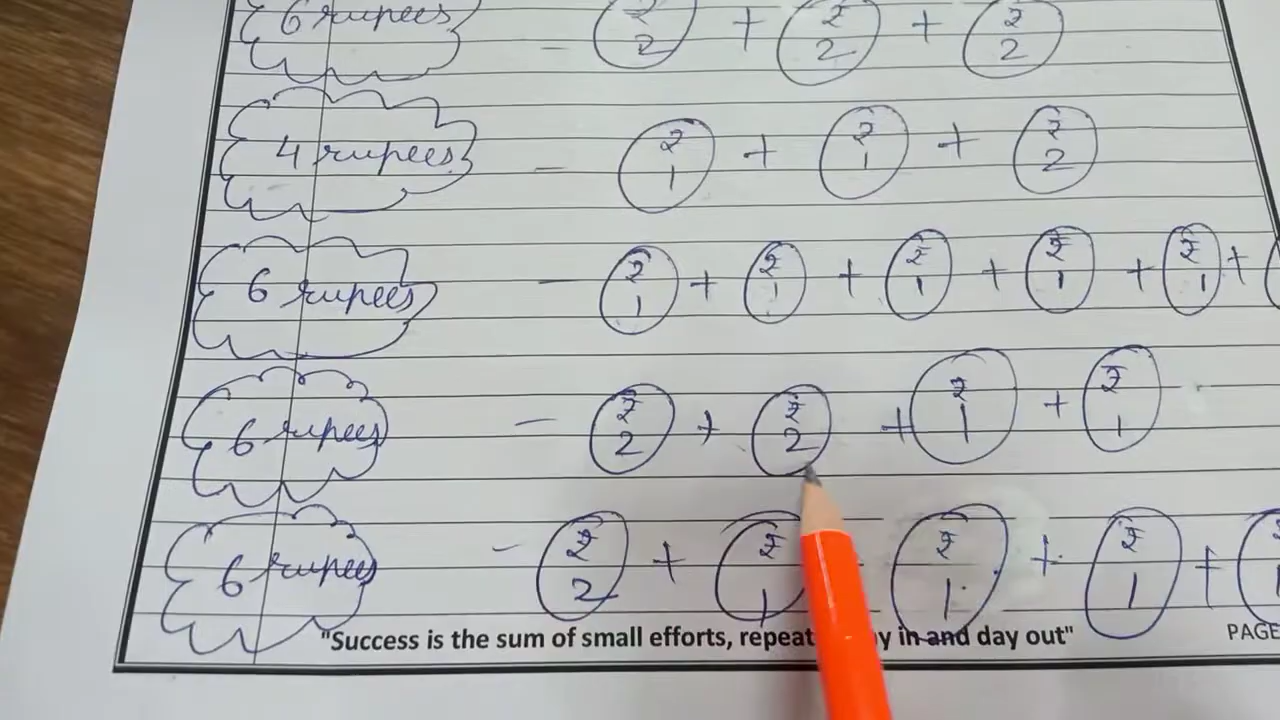 6 rupees - ₹ 2 + ₹ 2 + ₹ 2
4 rupees - ₹ 1 + ₹ 1 + ₹ 2
6 rupees - ₹ 1 + ₹ 1 + ₹ 1 + ₹ 1 + ₹ 1 +
6 rupees - ₹ 2 + ₹ 2 + ₹ 1 + ₹ 1
6 rupees - ₹ 2 + ₹ 1 ₹ 1 + ₹ 1 + ₹ 1
"Success is the sum of small efforts, repeat in and day out"
PAGE